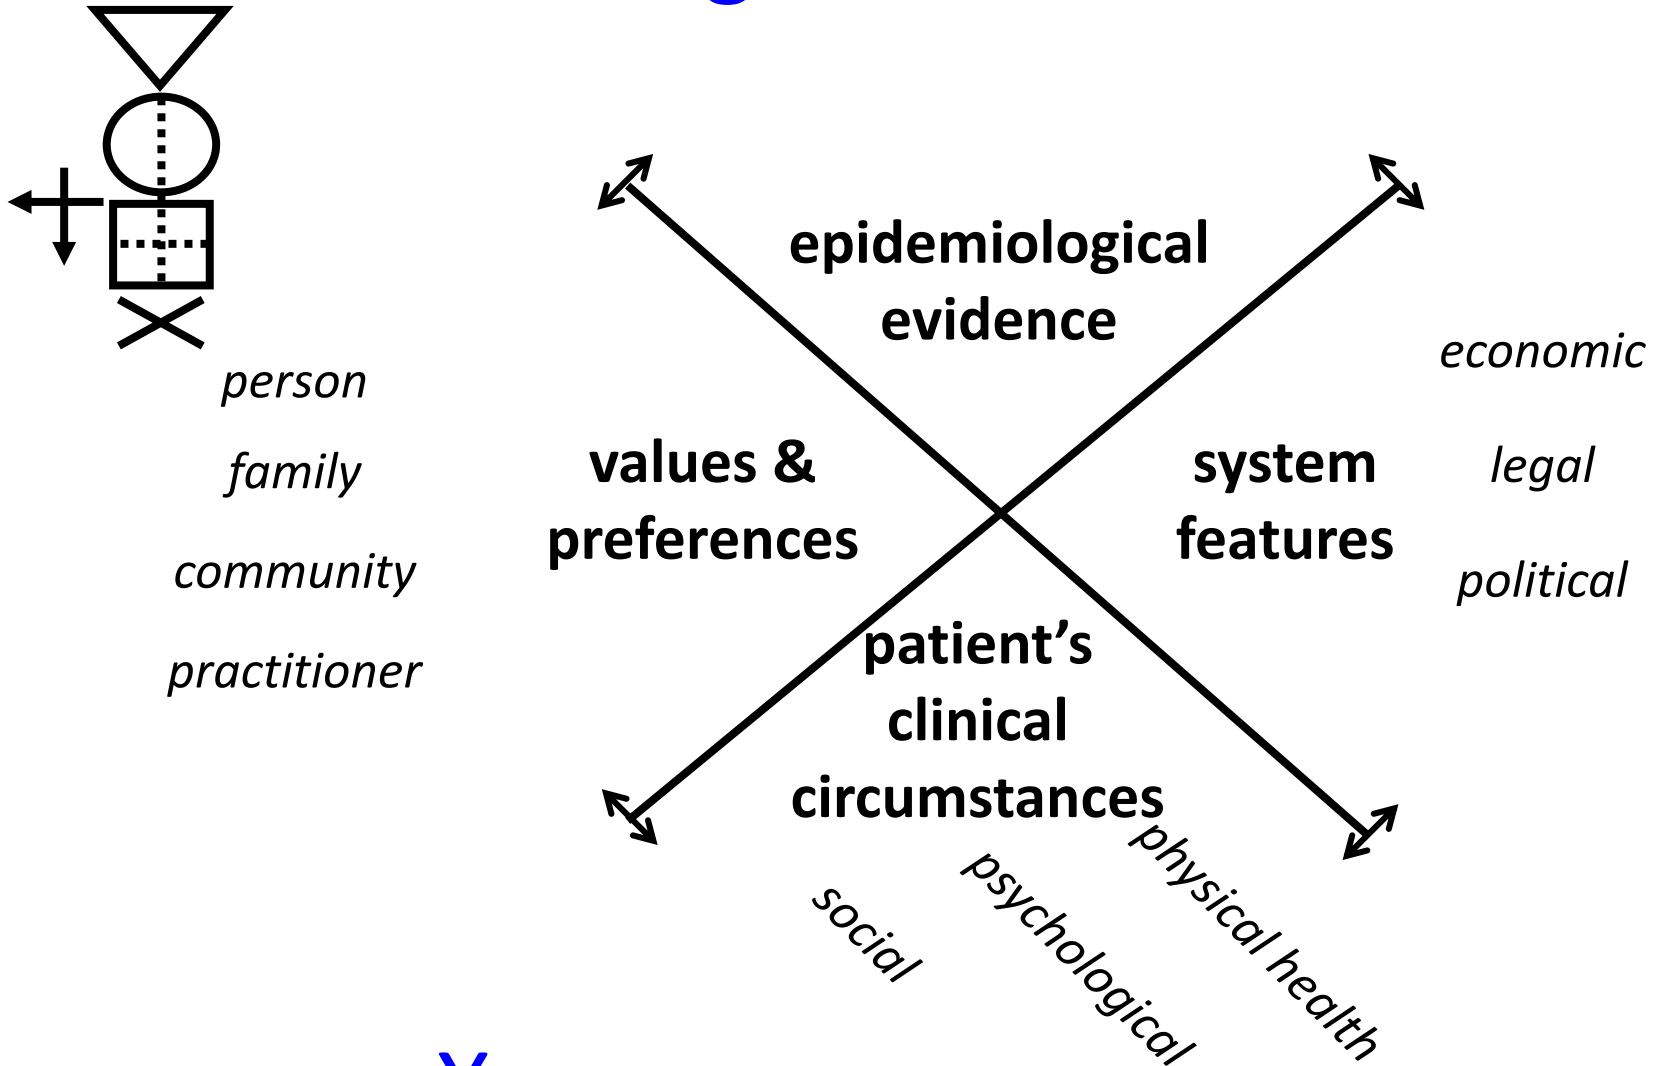 epidemiological
evidence
person
family
community
practitioner
values &
preferences
system
features
economic
legal
political
patient’s
clinical
circumstances
social
psychological
physical health